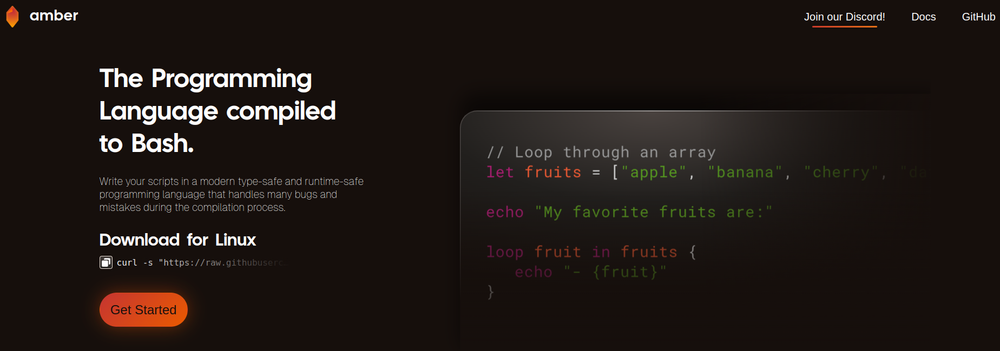 amber
Join our Discord!
Docs
GitHub
The Programming
Language compiled
to Bash.
Write your scripts in a modern type-safe and runtime-safe
programming language that handles many bugs and
mistakes during the compilation process.
Download for Linux
curl -s "https://raw.githubuserc
Get Started
// Loop through an array
let fruits = ["apple", "banana", "cherry",
echo "My favorite fruits are:"
loop fruit in fruits {
echo "- {fruit}"
}